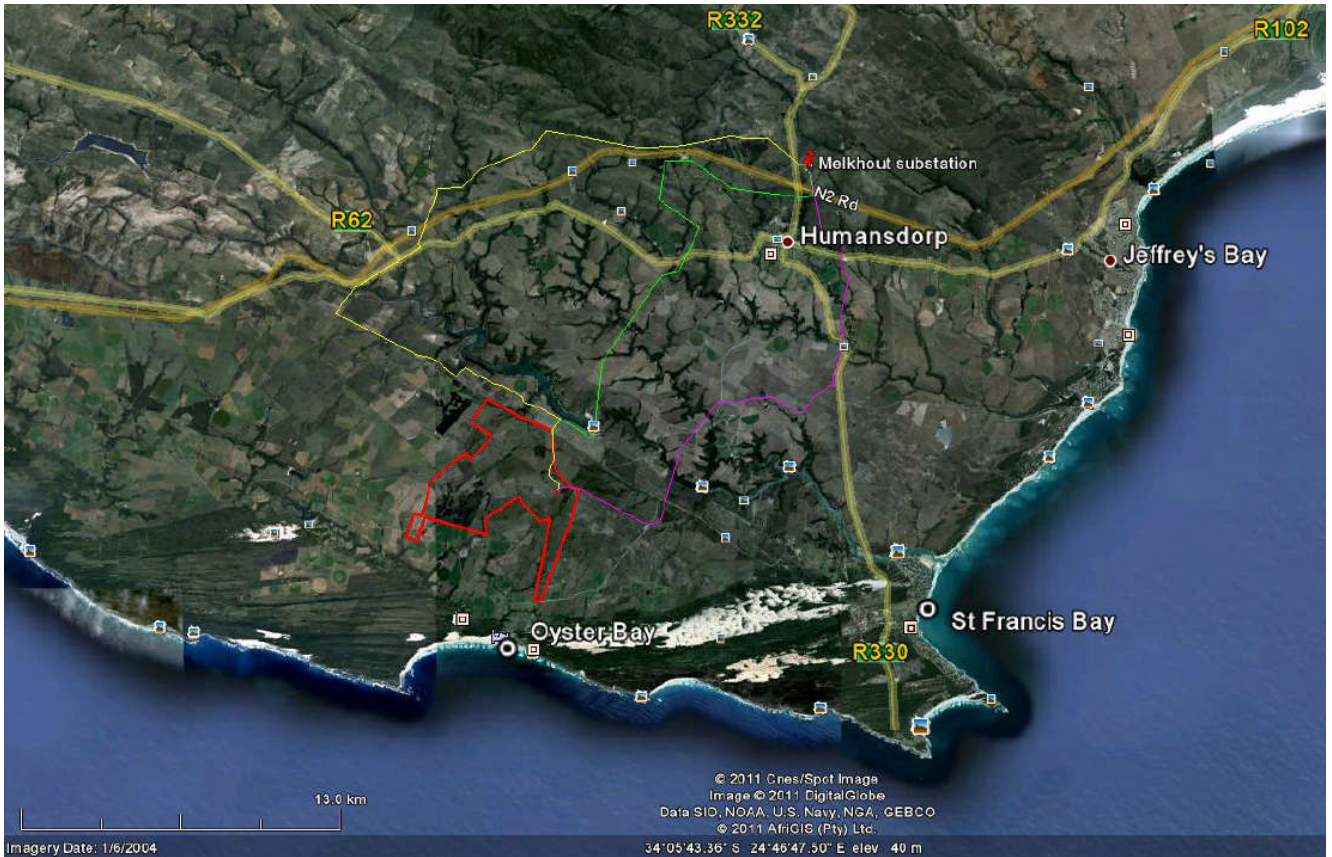 R332
R102
Melkhout substation
N2 Rd
R62
Humansdorp
Jeffrey's Bay
Oyster Bay
St Francis Bay
R330
© 2011 Cnes/Spot Image
Image © 2011 DigitalGlobe
Data SIO, NOAA, U.S. Navy, NGA, GEBCO
© 2011 AfriGIS (Pty) Ltd.
13.0 km
Imagery Date: 1/6/2004
34°05'43.36" S 24°46'47.50" E elev 40 m